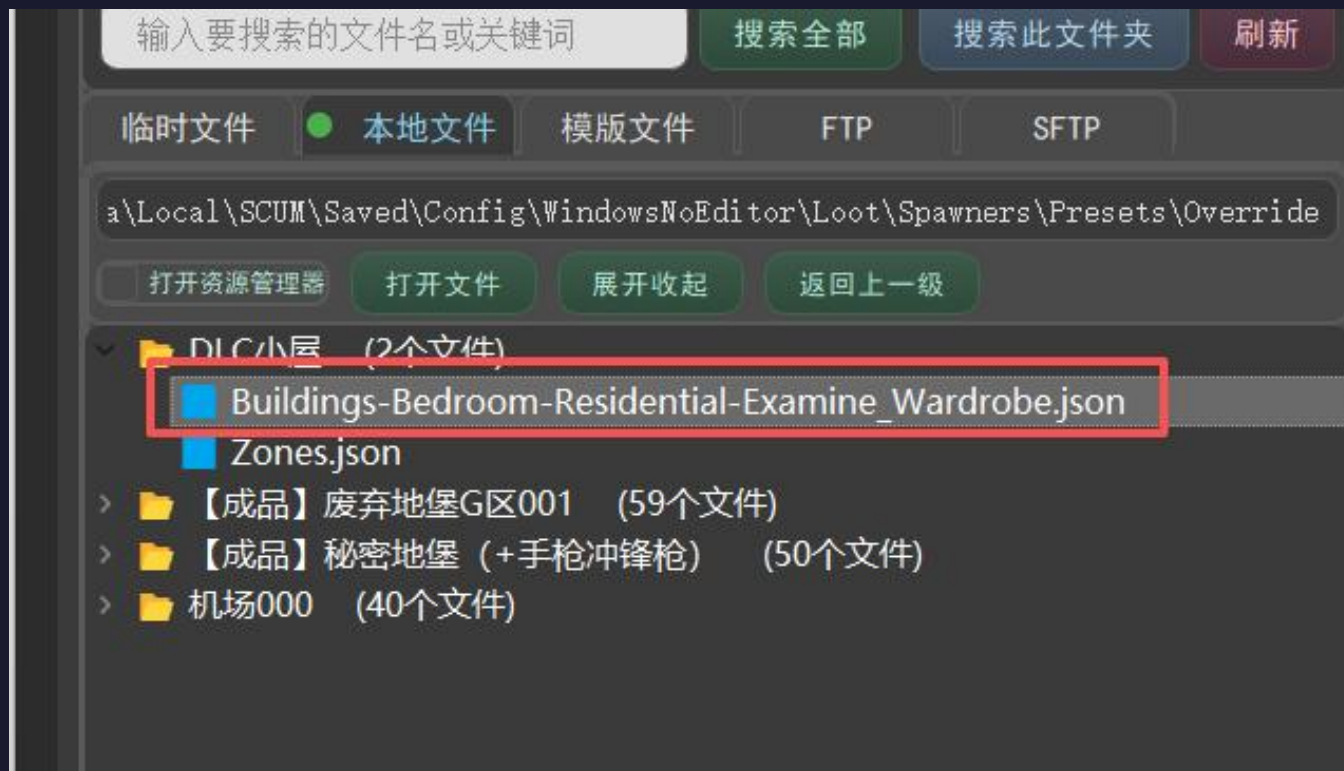 输入要搜索的文件名或关键词 搜索全部 搜索此文件夹 刷新
临时文件 本地文件 模版文件 FTP SFTP
a\Local\SCUM\Saved\Config\WindowsNoEditor\Loot\Spawners\Presets\Override
打开资源管理器 打开文件 展开收起 返回上一级
DLC小屋 (2个文件)
Buildings-Bedroom-Residential-Examine_Wardrobe.json
Zones.json
【成品】废弃地堡G区001 (59个文件)
【成品】秘密地堡（+手枪冲锋枪） (50个文件)
机场000 (40个文件)